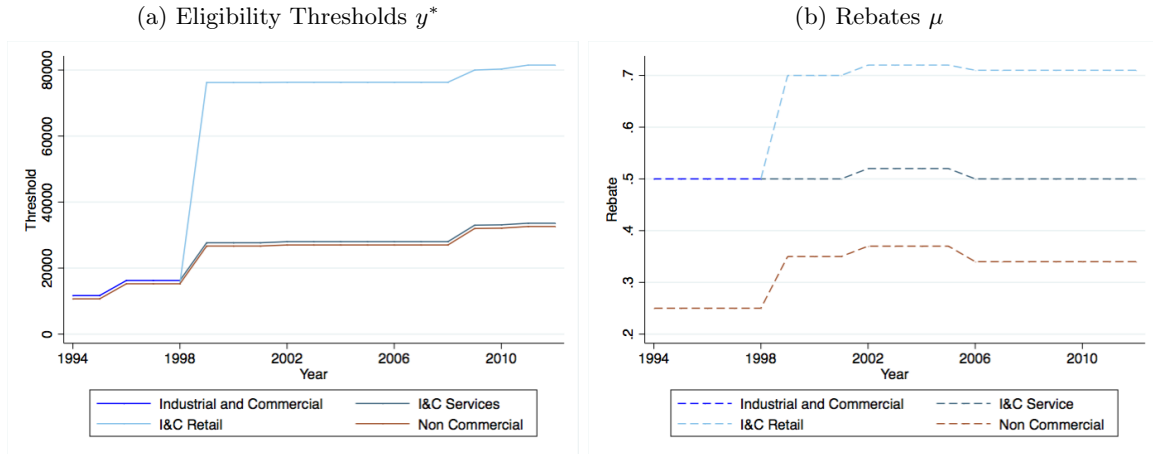 (a) Eligibility Thresholds y*
80000
60000
40000
20000
0
Threshold
1994 1998 2002 2006 2010
Year
Industrial and Commercial I&C Services
I&C Retail Non Commercial
(b) Rebates μ
.7
.6
.5
.4
.3
.2
Rebate
1994 1998 2002 2006 2010
Year
Industrial and Commercial I&C Service
I&C Retail Non Commercial